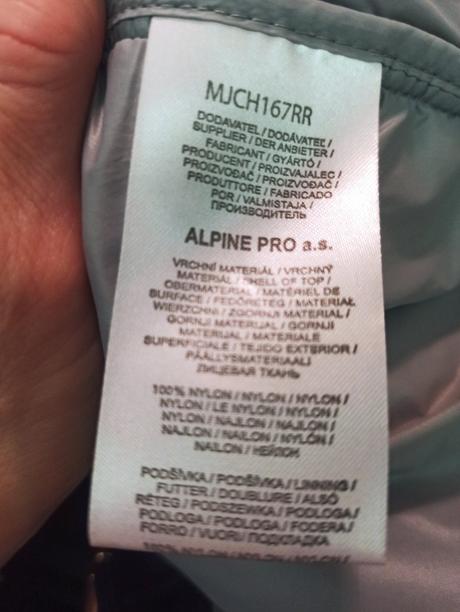 MJCH167RR
DODAVATEL / DODÁVATEĽ /
SUPPLIER / DER ANBIETER /
FABRICANT / GYÁRTÓ /
PRODUCENT / PROIZVAJALEC /
PROIZVOĐAČ / PROIZVOĐAČ /
PRODUTTORE / FABRICADO
POR / VALMISTAJA /
ПРОИЗВОДИТЕЛЬ
ALPINE PRO a.s.
VRCHNÍ MATERIÁL / VRCHNÝ
MATERIÁL / SHELL OF TOP /
OBERMATERIAL / MATÉRIEL DE
SURFACE / FEDŐRÉTEG / MATERIAŁ
WIERZCHNI / ZGORNJI MATERIAL /
GORNJI MATERIJAL / GORNJI
MATERIJAL / MATERIALE
SUPERFICIALE / TEJIDO EXTERIOR /
PÄÄLLYSMATERIAALI
ЛИЦЕВАЯ ТКАНЬ
100% NYLON / NYLON / NYLON /
NYLON / LE NYLON / NYLON /
NYLON / NAJLON / NAJLON /
NAJLON / NAILON / NYLÓN /
NAILON / НЕЙЛОН
PODŠÍVKA / PODŠÍVKA / LINNING /
FUTTER / DOUBLURE / ALSÓ
RÉTEG / PODSZEWKA / PODLOGA /
PODLOGA / PODLOGA / FODERA /
FORRO / VUORI / ПОДКЛАДКА
100% NYLON / NYLON / NYLON /